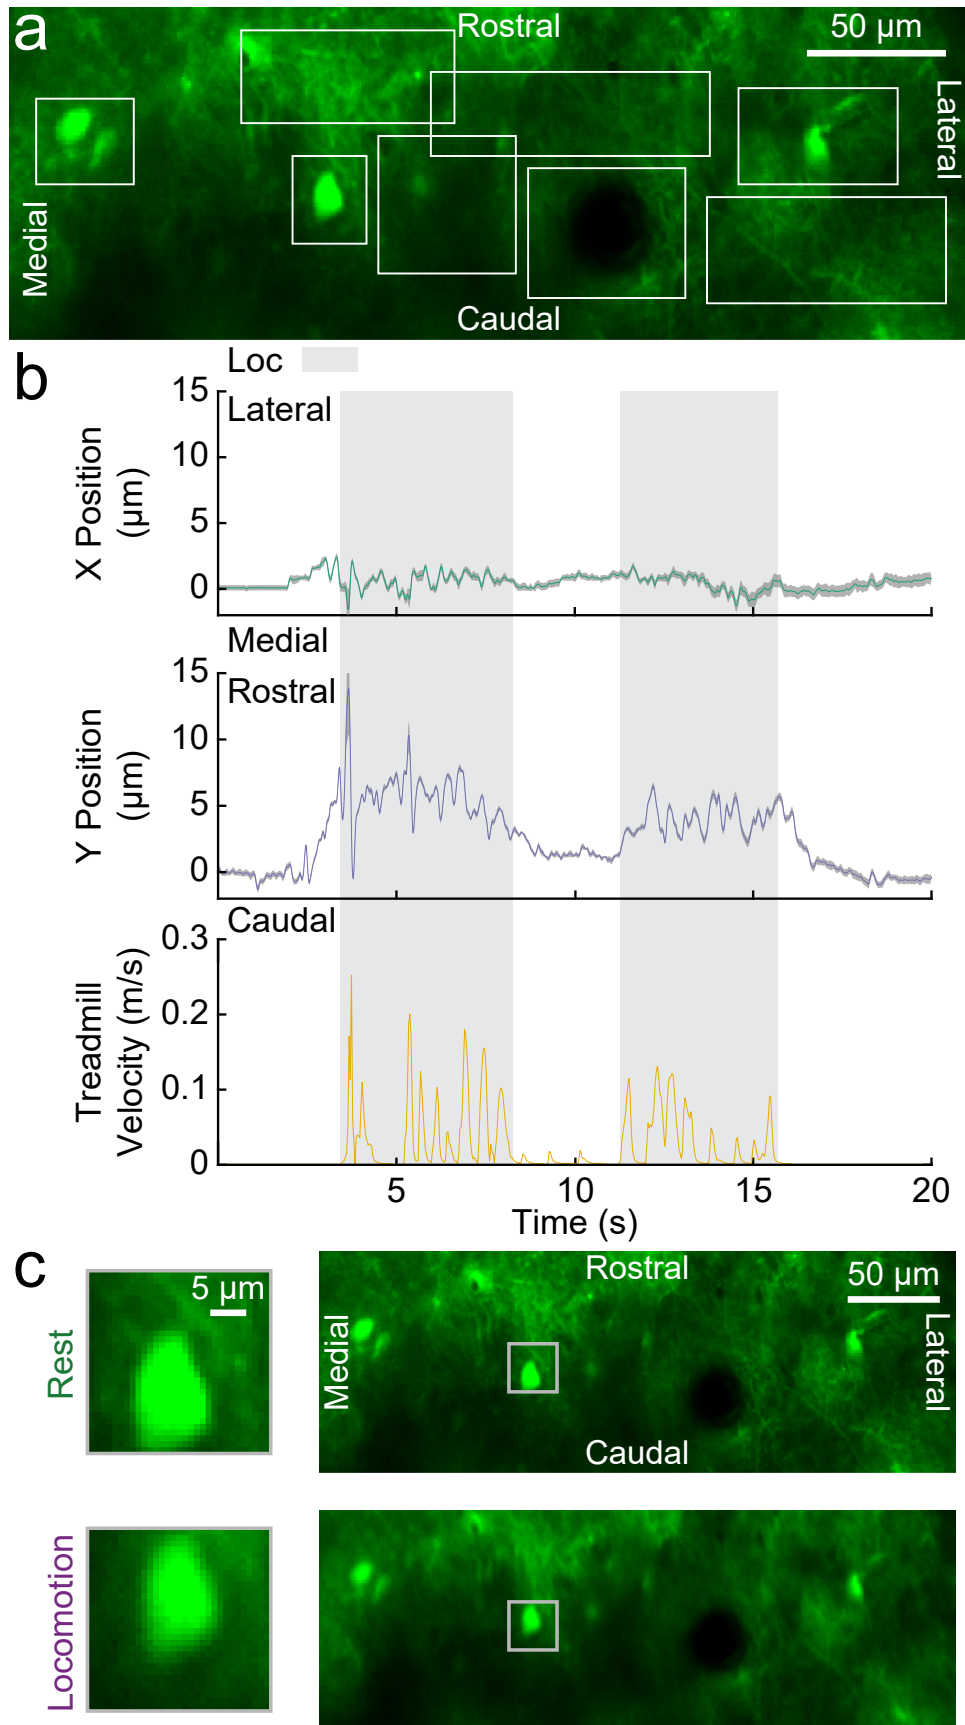 a
Rostral
50 µm
Lateral
Medial
Caudal
b
Loc
15
Lateral
10
5
0
X Position
(µm)
Medial
15
Rostral
10
5
0
Y Position
(µm)
Caudal
0.3
0.2
0.1
0
Treadmill
Velocity (m/s)
5
10
15
20
Time (s)
c
Rest
5 µm
Rostral
50 µm
Medial
Lateral
Caudal
Locomotion